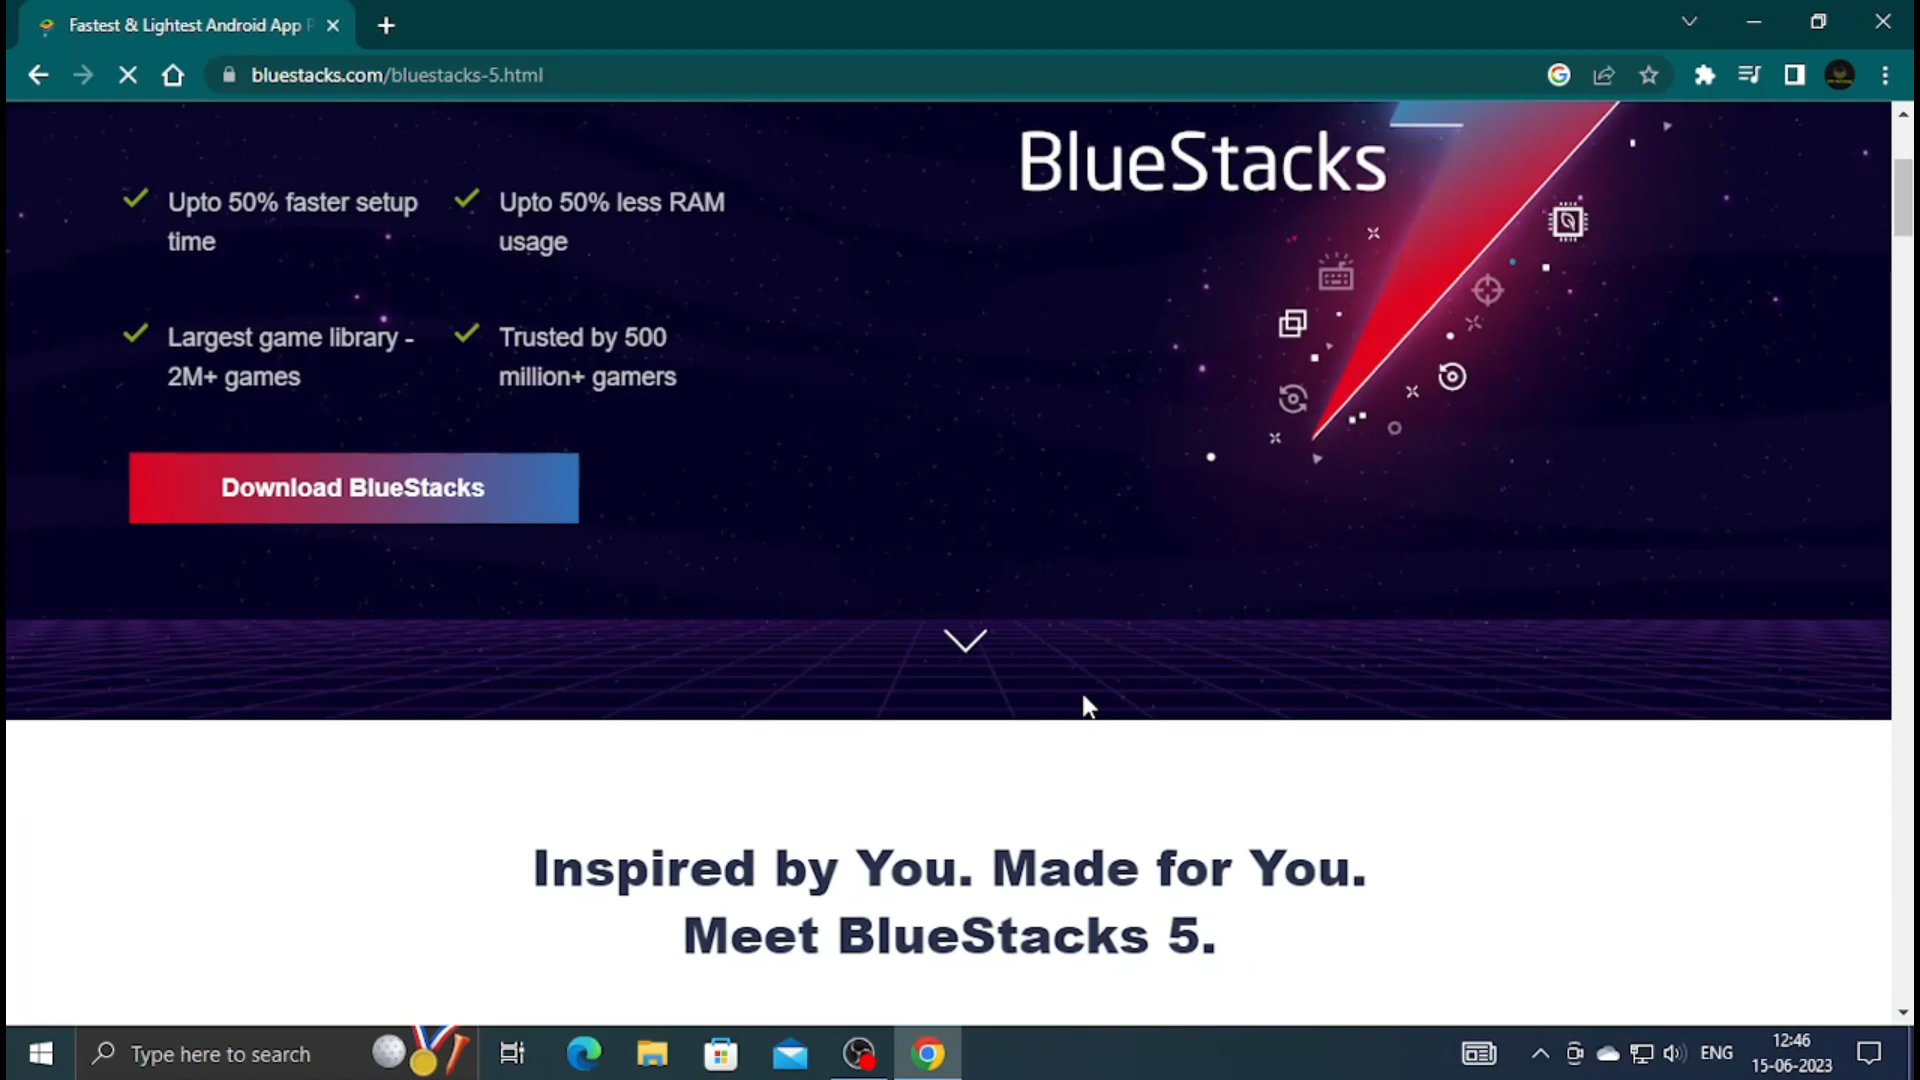 Fastest & Lightest Android App P
bluestacks.com/bluestacks-5.html
BlueStacks
Upto 50% faster setup
time
Upto 50% less RAM
usage
Largest game library -
2M+ games
Trusted by 500
million+ gamers
Download BlueStacks
Inspired by You. Made for You.
Meet BlueStacks 5.
Type here to search
ENG
12:46
15-06-2023